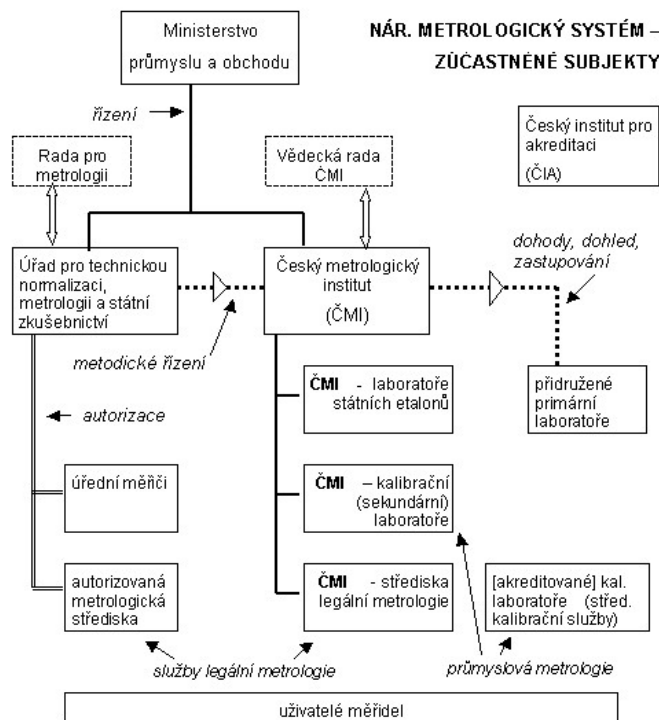 NÁR. METROLOGICKÝ SYSTÉM –
ZÚČASTNĚNÉ SUBJEKTY
Ministerstvo
průmyslu a obchodu
řízení
Český institut pro
akreditaci
(ČIA)
Rada pro
metrologii
Vědecká rada
ČMI
dohody, dohled,
zastupování
Úřad pro technickou
normalizaci,
metrologii a státní
zkušebnictví
Český metrologický
institut
(ČMI)
metodické řízení
autorizace
ČMI - laboratoře
státních etalonů
přidružené
primární
laboratoře
úřední měřiči
ČMI – kalibrační
(sekundární)
laboratoře
autorizovaná
metrologická
střediska
ČMI - střediska
legální metrologie
[akreditované] kal.
laboratoře (střed.
kalibrační služby)
služby legální metrologie
průmyslová metrologie
uživatelé měřidel